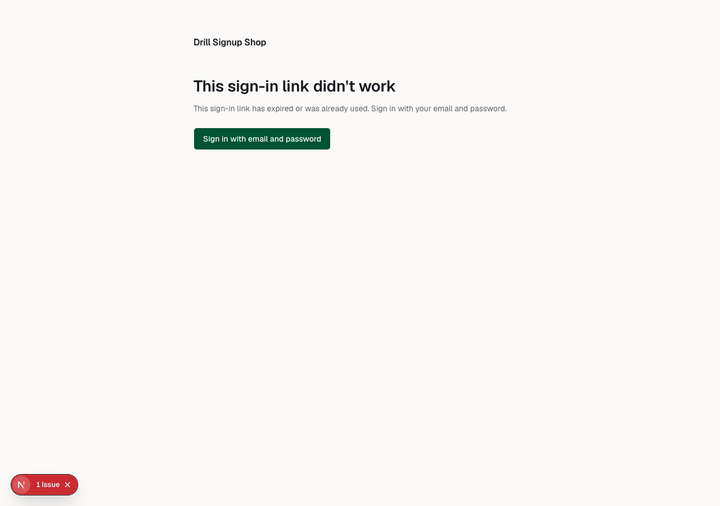 Drill Signup Shop
This sign-in link didn't work
This sign-in link has expired or was already used. Sign in with your email and password.
Sign in with email and password
N 1 Issue ×